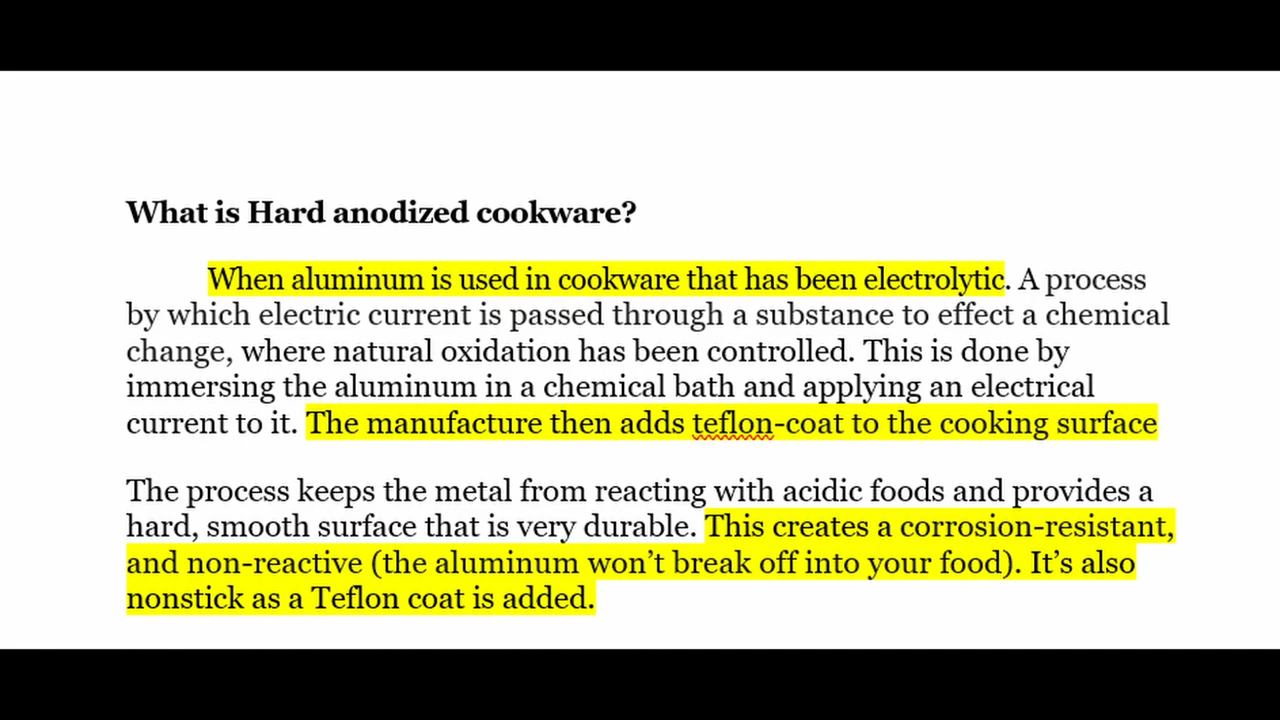 What is Hard anodized cookware?
When aluminum is used in cookware that has been electrolytic. A process
by which electric current is passed through a substance to effect a chemical
change, where natural oxidation has been controlled. This is done by
immersing the aluminum in a chemical bath and applying an electrical
current to it. The manufacture then adds teflon-coat to the cooking surface
The process keeps the metal from reacting with acidic foods and provides a
hard, smooth surface that is very durable. This creates a corrosion-resistant,
and non-reactive (the aluminum won’t break off into your food). It’s also
nonstick as a Teflon coat is added.